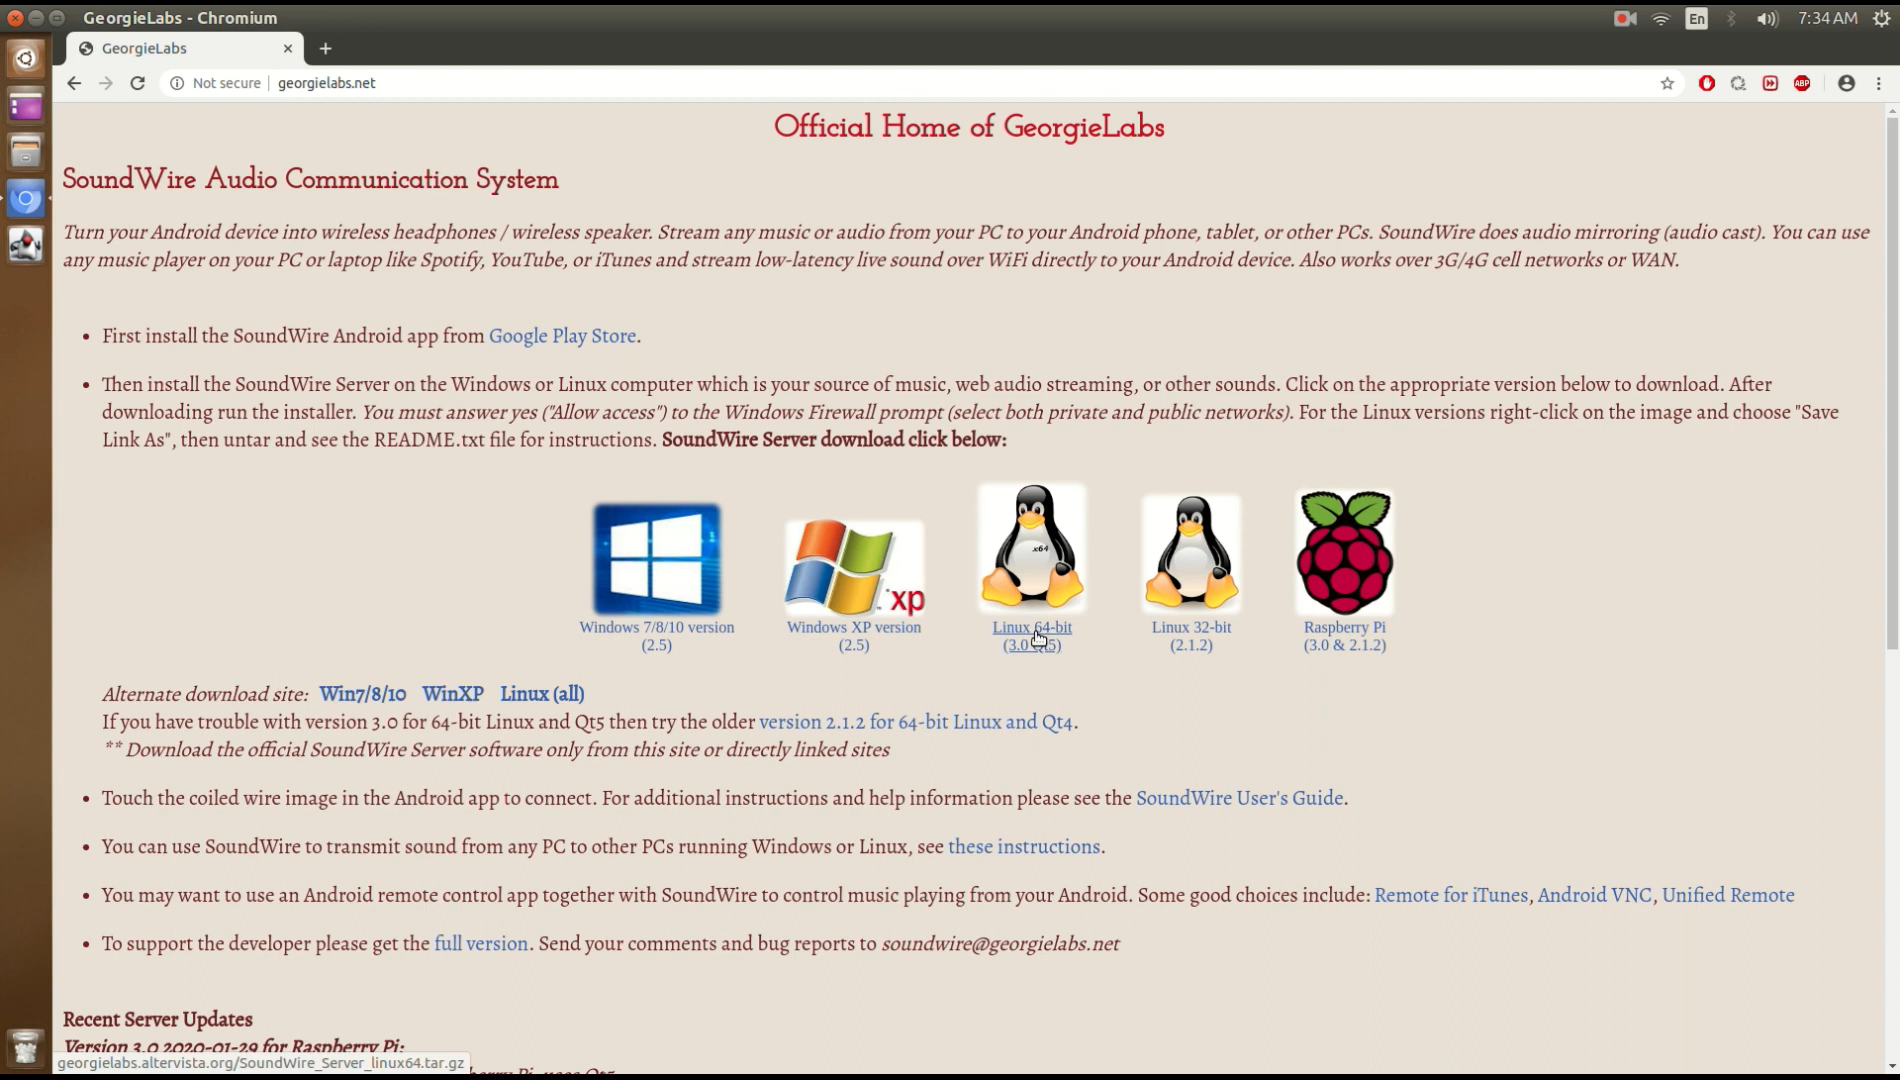 GeorgieLabs - Chromium
En
7:34 AM
GeorgieLabs
Not secure | georgielabs.net
ABP
Official Home of GeorgieLabs
SoundWire Audio Communication System
Turn your Android device into wireless headphones / wireless speaker. Stream any music or audio from your PC to your Android phone, tablet, or other PCs. SoundWire does audio mirroring (audio cast). You can use
any music player on your PC or laptop like Spotify, YouTube, or iTunes and stream low-latency live sound over WiFi directly to your Android device. Also works over 3G/4G cell networks or WAN.
• First install the SoundWire Android app from Google Play Store.
• Then install the SoundWire Server on the Windows or Linux computer which is your source of music, web audio streaming, or other sounds. Click on the appropriate version below to download. After
downloading run the installer. You must answer yes ("Allow access") to the Windows Firewall prompt (select both private and public networks). For the Linux versions right-click on the image and choose "Save
Link As", then untar and see the README.txt file for instructions. SoundWire Server download click below:
xp
x64
Windows 7/8/10 version
(2.5)
Windows XP version
(2.5)
Linux 64-bit
(3.0 Qt5)
Linux 32-bit
(2.1.2)
Raspberry Pi
(3.0 & 2.1.2)
Alternate download site: Win7/8/10 WinXP Linux (all)
If you have trouble with version 3.0 for 64-bit Linux and Qt5 then try the older version 2.1.2 for 64-bit Linux and Qt4.
** Download the official SoundWire Server software only from this site or directly linked sites
• Touch the coiled wire image in the Android app to connect. For additional instructions and help information please see the SoundWire User's Guide.
• You can use SoundWire to transmit sound from any PC to other PCs running Windows or Linux, see these instructions.
• You may want to use an Android remote control app together with SoundWire to control music playing from your Android. Some good choices include: Remote for iTunes, Android VNC, Unified Remote
• To support the developer please get the full version. Send your comments and bug reports to soundwire@georgielabs.net
Recent Server Updates
Version 3.0 2020-01-29 for Raspberry Pi:
georgielabs.altervista.org/SoundWire_Server_linux64.tar.gz